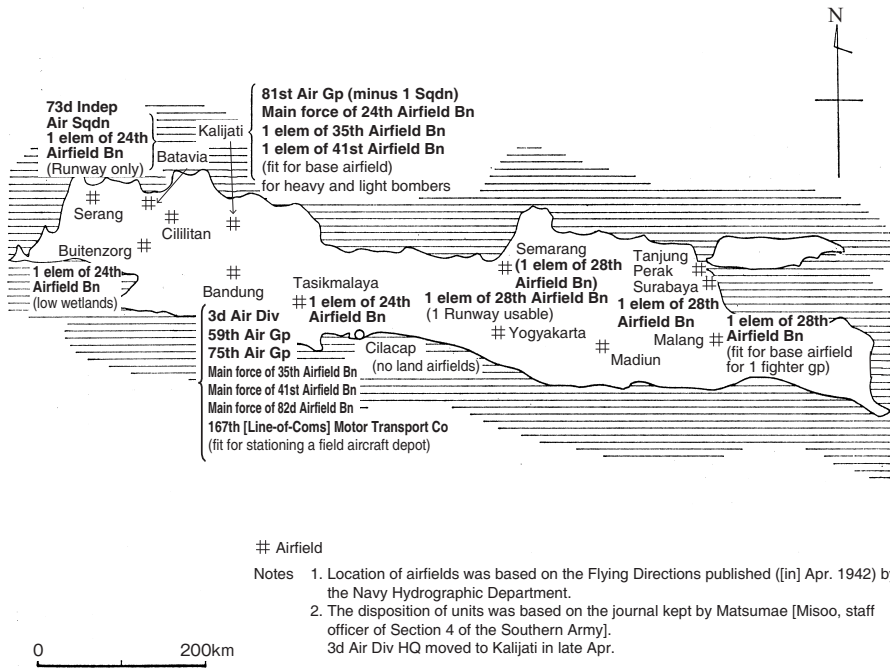 N
73d Indep
Air Sqdn
1 elem of 24th
Airfield Bn
(Runway only)
Kalijati
81st Air Gp (minus 1 Sqdn)
Main force of 24th Airfield Bn
1 elem of 35th Airfield Bn
1 elem of 41st Airfield Bn
(fit for base airfield)
for heavy and light bombers
Batavia
Serang
Cililitan
Buitenzorg
1 elem of 24th
Airfield Bn
(low wetlands)
Bandung
3d Air Div
59th Air Gp
75th Air Gp
Main force of 35th Airfield Bn
Main force of 41st Airfield Bn
Main force of 82d Airfield Bn
167th [Line-of-Coms] Motor Transport Co
(fit for stationing a field aircraft depot)
Tasikmalaya
1 elem of 24th
Airfield Bn
Cilacap
(no land airfields)
Semarang
(1 elem of 28th
Airfield Bn)
1 elem of 28th Airfield Bn
(1 Runway usable)
Yogyakarta
Madiun
Tanjung
Perak
Surabaya
1 elem of 28th
Airfield Bn
Malang
1 elem of 28th
Airfield Bn
(fit for base airfield
for 1 fighter gp)
Airfield
Notes 1. Location of airfields was based on the Flying Directions published ([in] Apr. 1942) by
the Navy Hydrographic Department.
2. The disposition of units was based on the journal kept by Matsumae [Misoo, staff
officer of Section 4 of the Southern Army].
3d Air Div HQ moved to Kalijati in late Apr.
0 200km